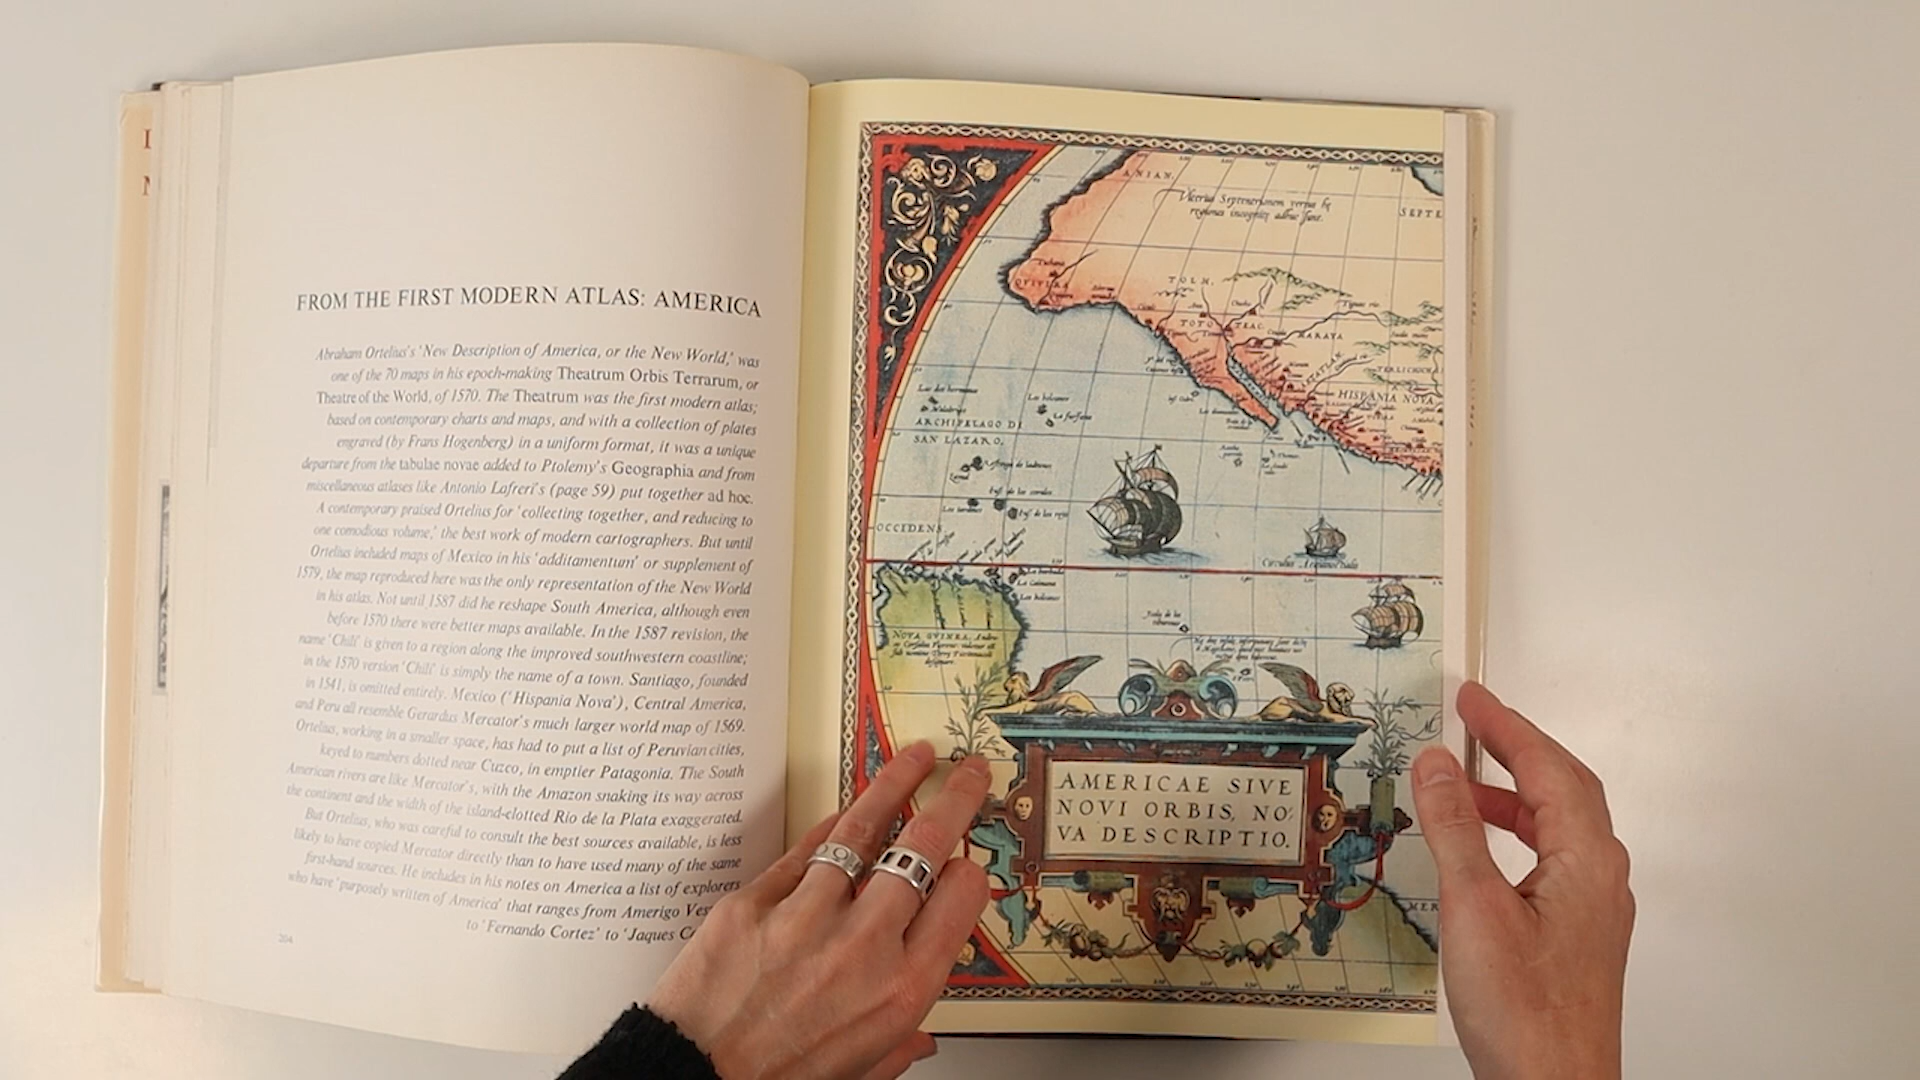 FROM THE FIRST MODERN ATLAS: AMERICA
Abraham Ortelius's 'New Description of America, or the New World,' was
one of the 70 maps in his epoch-making Theatrum Orbis Terrarum, or
Theatre of the World, of 1570. The Theatrum was the first modern atlas;
based on contemporary charts and maps, and with a collection of plates
engraved (by Frans Hogenberg) in a uniform format, it was a unique
departure from the tabulae novae added to Ptolemy's Geographia and from
miscellaneous atlases like Antonio Lafreri's (page 59) put together ad hoc.
A contemporary praised Ortelius for 'collecting together, and reducing to
one comodious volume,' the best work of modern cartographers. But until
Ortelius included maps of Mexico in his 'additamentum' or supplement of
1579, the map reproduced here was the only representation of the New World
in his atlas. Not until 1587 did he reshape South America, although even
before 1570 there were better maps available. In the 1587 revision, the
name 'Chili' is given to a region along the improved southwestern coastline;
in the 1570 version 'Chili' is simply the name of a town. Santiago, founded
in 1541, is omitted entirely. Mexico ('Hispania Nova'), Central America,
and Peru all resemble Gerardus Mercator's much larger world map of 1569.
Ortelius, working in a smaller space, has had to put a list of Peruvian cities,
keyed to numbers dotted near Cuzco, in emptier Patagonia. The South
American rivers are like Mercator's, with the Amazon snaking its way across
the continent and the width of the island-clotted Rio de la Plata exaggerated.
But Ortelius, who was careful to consult the best sources available, is less
likely to have copied Mercator directly than to have used many of the same
first-hand sources. He includes in his notes on America a list of explorers
who have 'purposely written of America' that ranges from Amerigo Ves
to 'Fernando Cortez' to 'Jaques C
204
ANIAN.
SEPTE
QUIVIRA
TOLM.
TOTO TEAC.
MARATA
HISPANIA NOVA
Las dos hermanas
Los bolcanes
La farfana
ARCHIPELAGO DI
SAN LAZARO.
OCCIDENS
Circulus Æquinoctialis
NOVA GVINEA.
AMERICAE SIVE
NOVI ORBIS, NO:
VA DESCRIPTIO.
MER